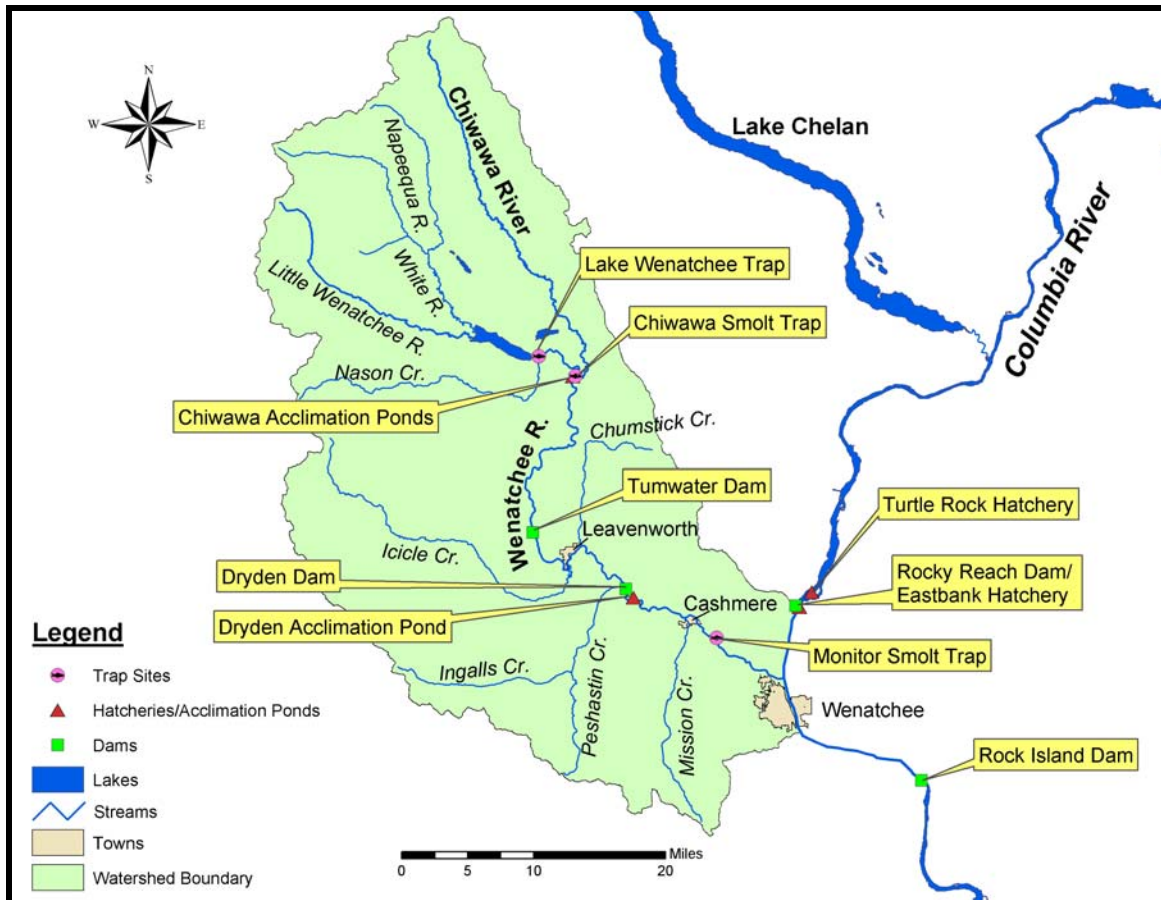 N
W
E
S
Chiwawa River
Napeequa R.
White R.
Little Wenatchee R.
Nason Cr.
Lake Chelan
Columbia River
Lake Wenatchee Trap
Chiwawa Smolt Trap
Chiwawa Acclimation Ponds
Wenatchee R.
Chumstick Cr.
Tumwater Dam
Leavenworth
Icicle Cr.
Turtle Rock Hatchery
Dryden Dam
Rocky Reach Dam/
Eastbank Hatchery
Dryden Acclimation Pond
Cashmere
Monitor Smolt Trap
Ingalls Cr.
Peshastin Cr.
Mission Cr.
Wenatchee
Rock Island Dam
Legend
Trap Sites
Hatcheries/Acclimation Ponds
Dams
Lakes
Streams
Towns
Watershed Boundary
Miles
0 5 10 20